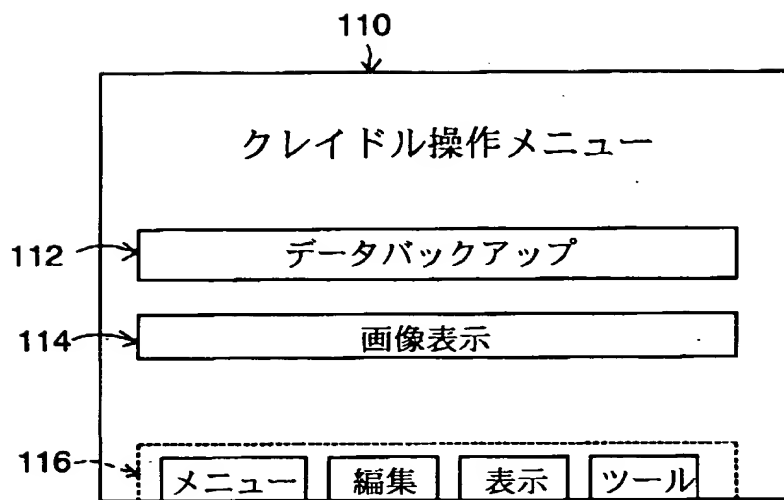 110
クレイドル操作メニュー
112 データバックアップ
114 画像表示
116 メニュー 編集 表示 ツール